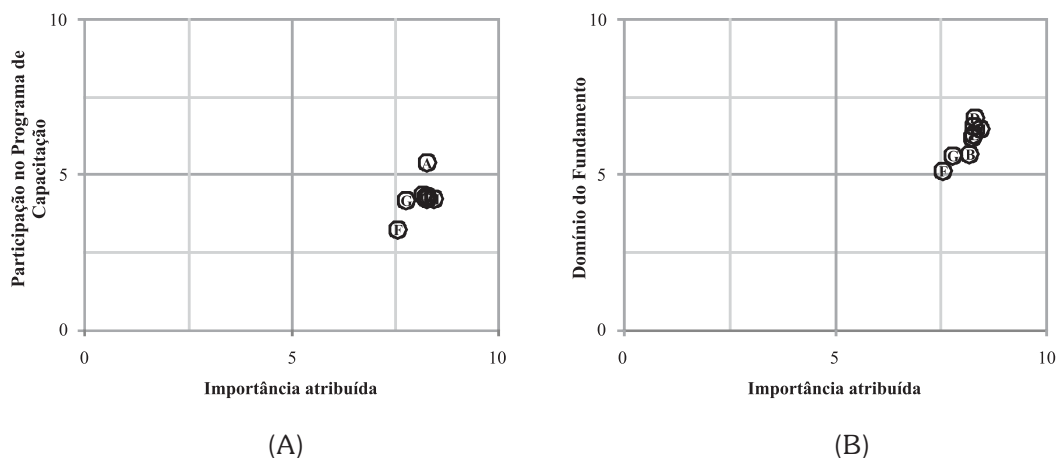 10
5
0
0
5
10
Participação no Programa de
Capacitação
Importância atribuída
A
G
F
(A)
10
5
0
0
5
10
Domínio do Fundamento
Importância atribuída
D
G
B
F
(B)